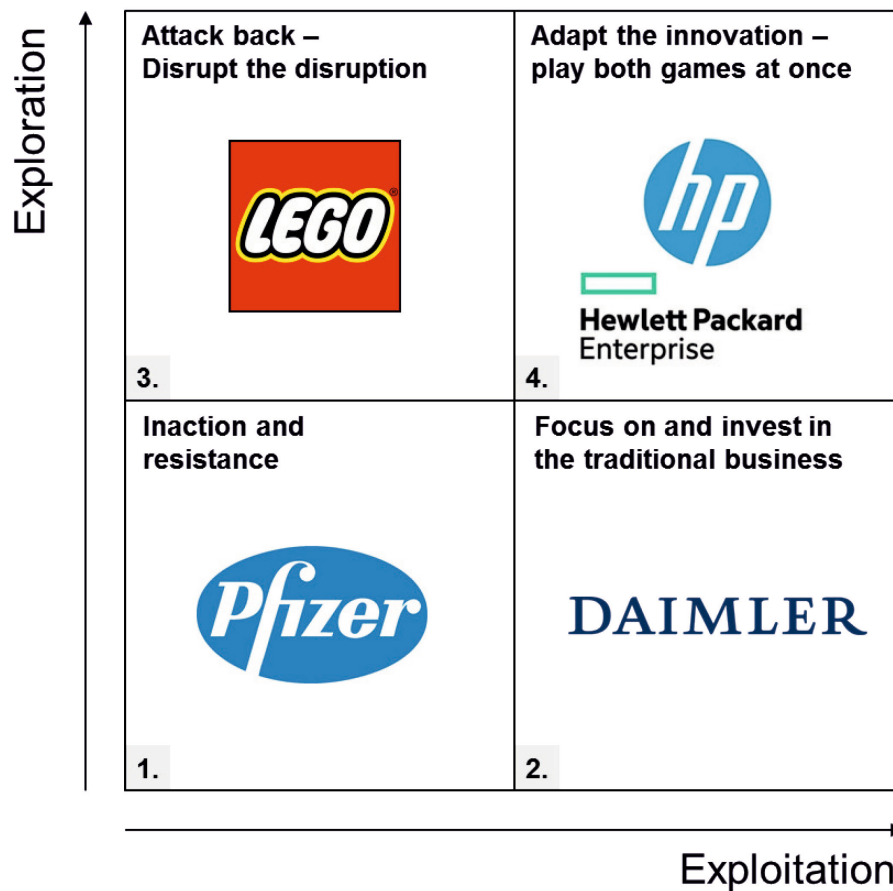 Exploration
Attack back –
Disrupt the disruption
LEGO®
3.
Adapt the innovation –
play both games at once
hp
Hewlett Packard
Enterprise
4.
Inaction and
resistance
Pfizer
1.
Focus on and invest in
the traditional business
DAIMLER
2.
Exploitation